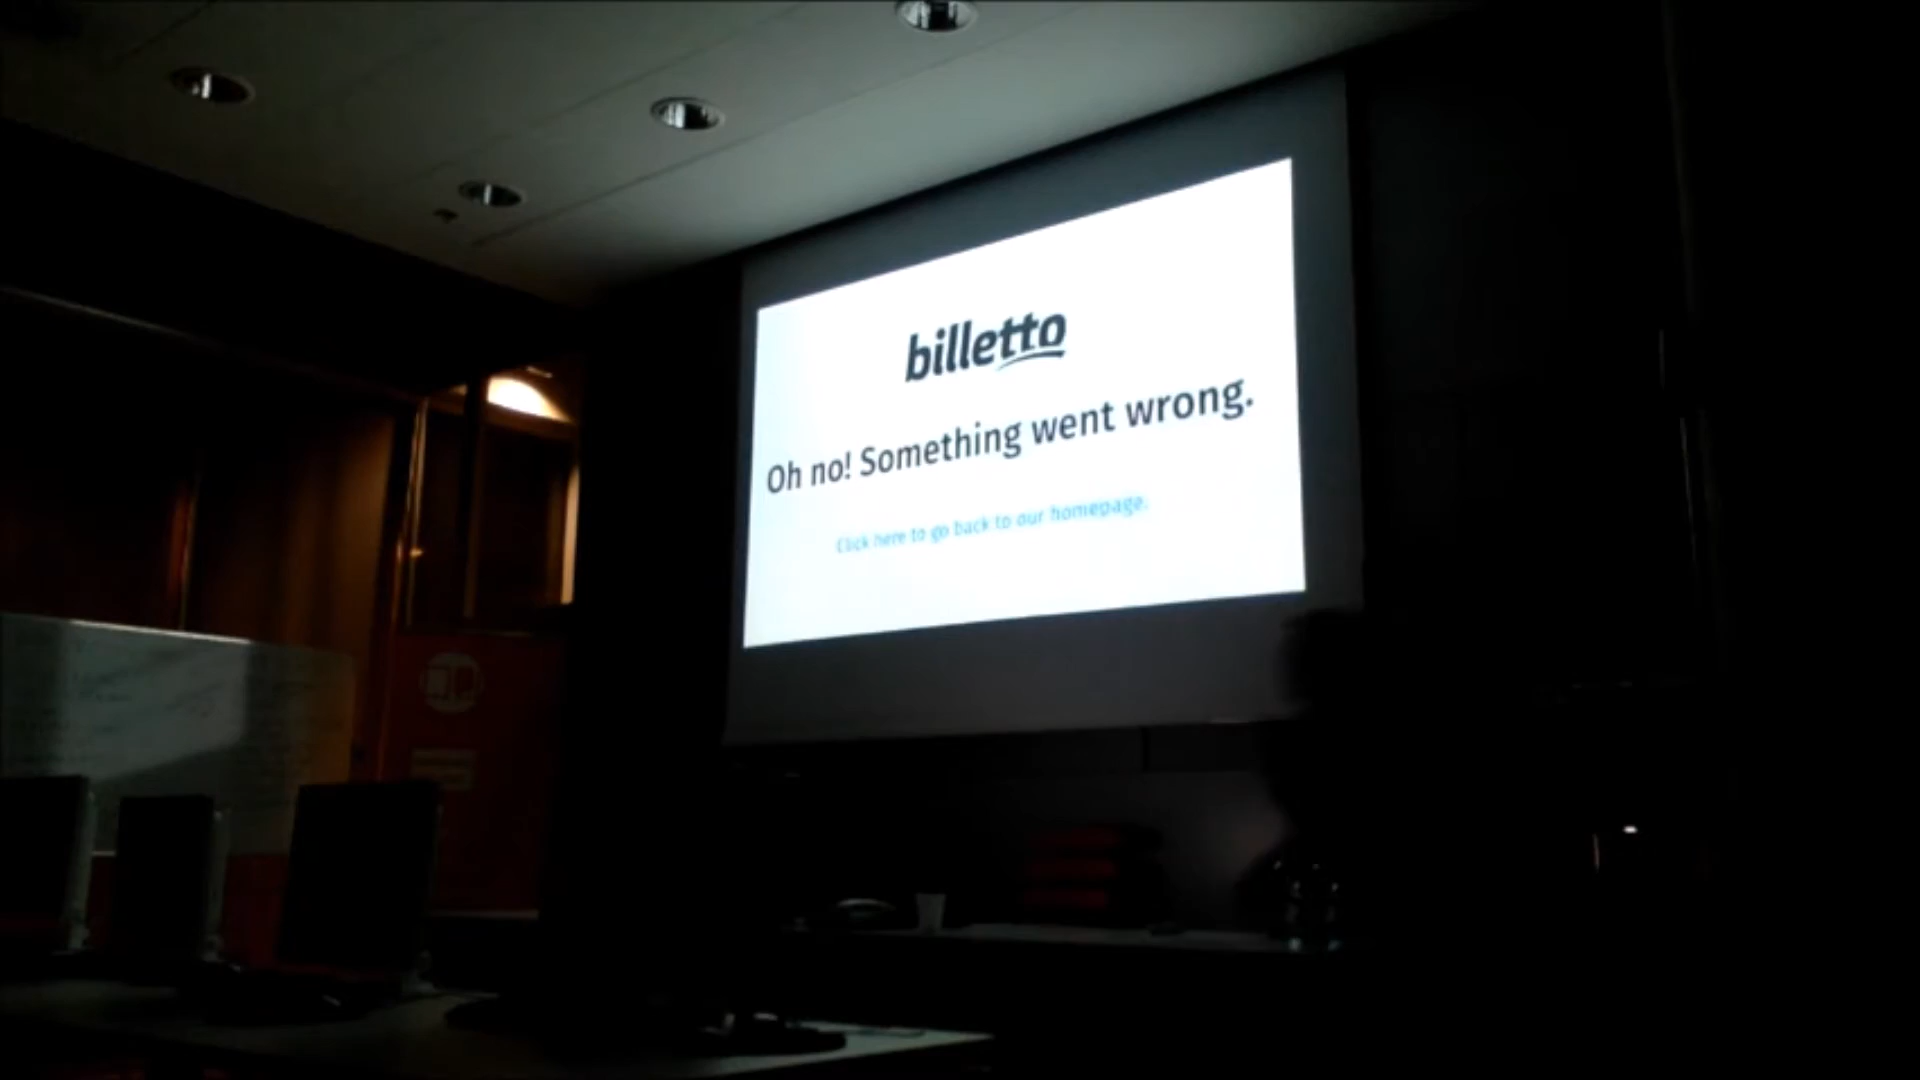 billetto
Oh no! Something went wrong.
Click here to go back to our homepage.